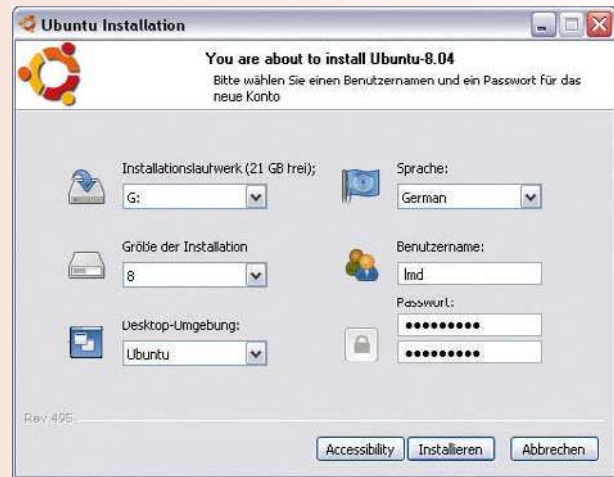 Ubuntu Installation
You are about to install Ubuntu-8.04
Bitte wählen Sie einen Benutzernamen und ein Passwort für das
neue Konto
Installationslaufwerk (21 GB frei);
G:
Sprache:
German
Größe der Installation
8
Benutzername:
lmd
Desktop-Umgebung:
Ubuntu
Passwort:
●●●●●●●●●
●●●●●●●●●
Rev 495
Accessibility Installieren Abbrechen